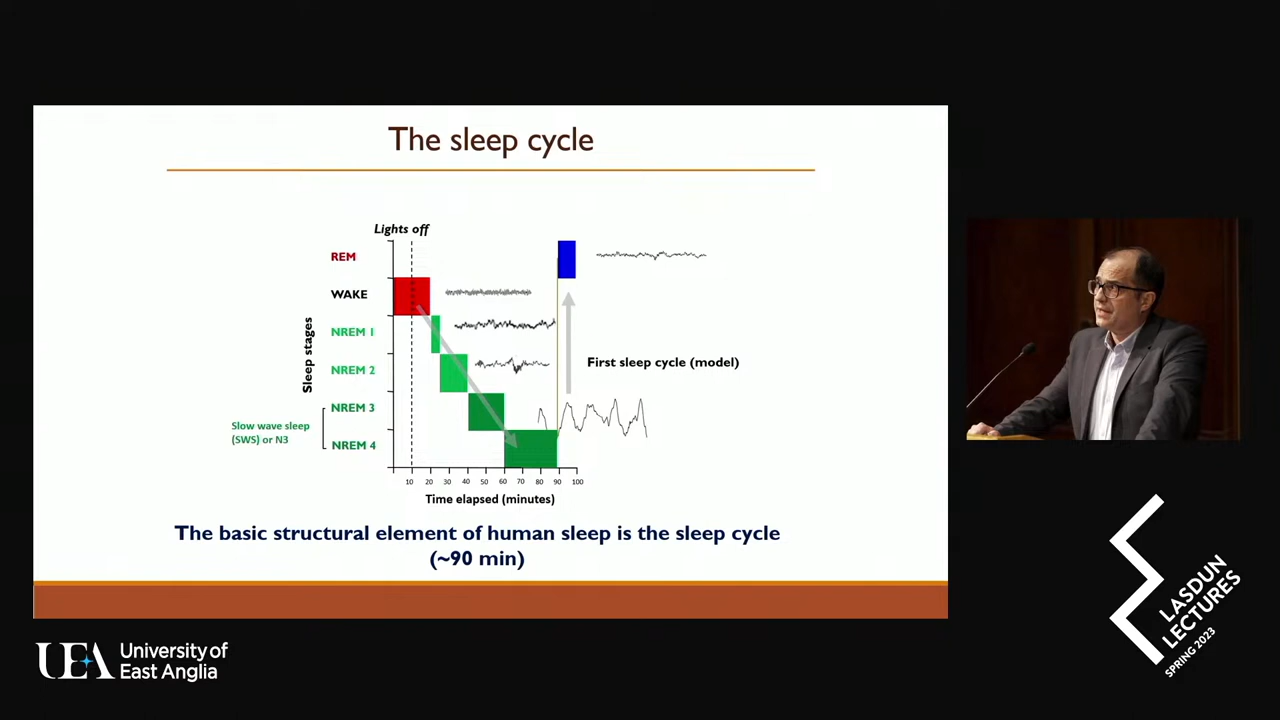 The sleep cycle
Lights off
REM
WAKE
NREM 1
NREM 2
NREM 3
NREM 4
Sleep stages
Slow wave sleep
(SWS) or N3
First sleep cycle (model)
10 20 30 40 50 60 70 80 90 100
Time elapsed (minutes)
The basic structural element of human sleep is the sleep cycle
(~90 min)
UEA University of
East Anglia
LASDUN
LECTURES
SPRING 2023